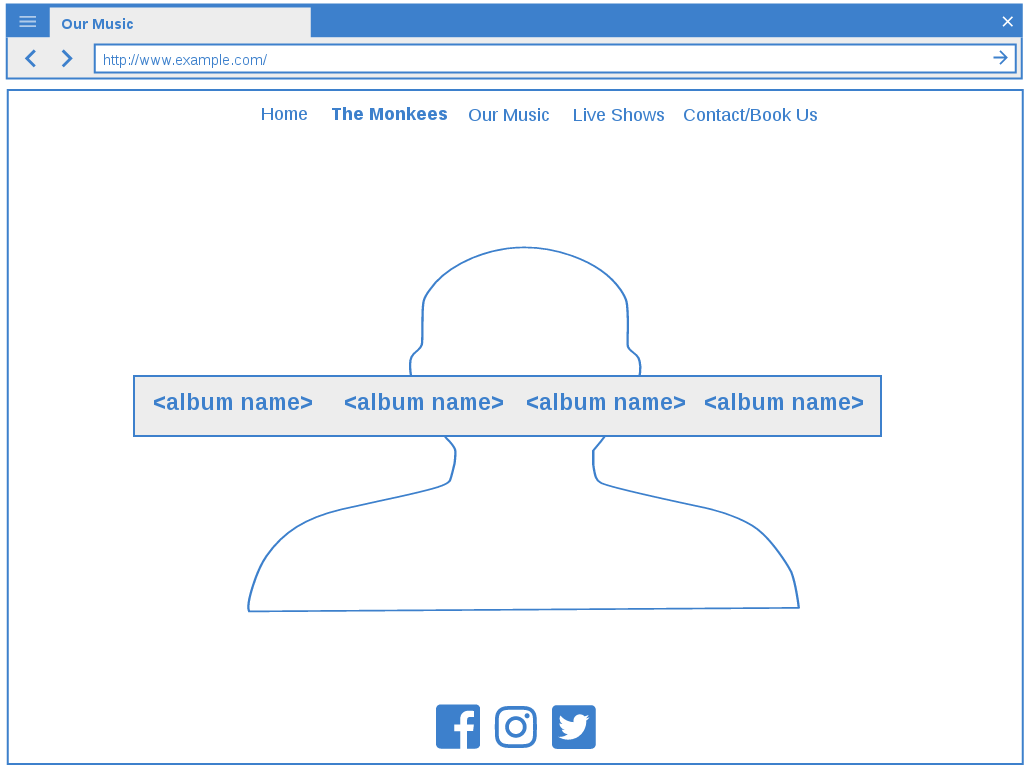 Our Music
http://www.example.com/
Home The Monkees Our Music Live Shows Contact/Book Us
<album name> <album name> <album name> <album name>